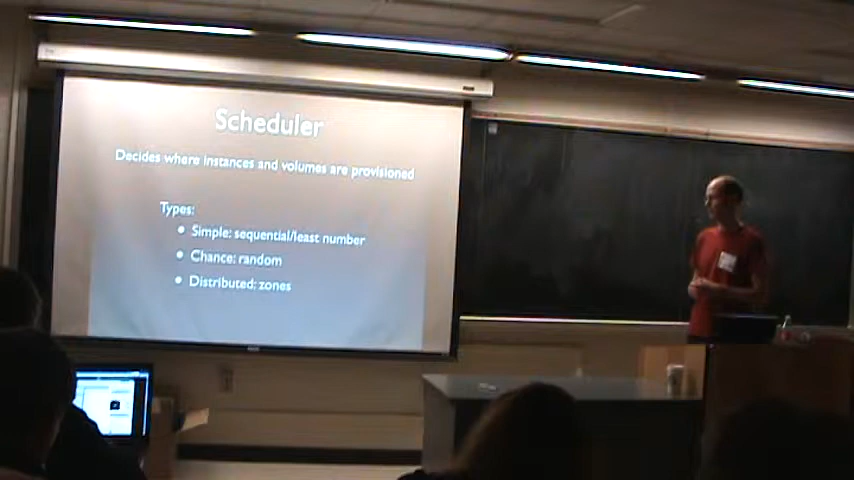 Scheduler
Decides where instances and volumes are provisioned
Types:
Simple: sequential/least number
Chance: random
Distributed: zones